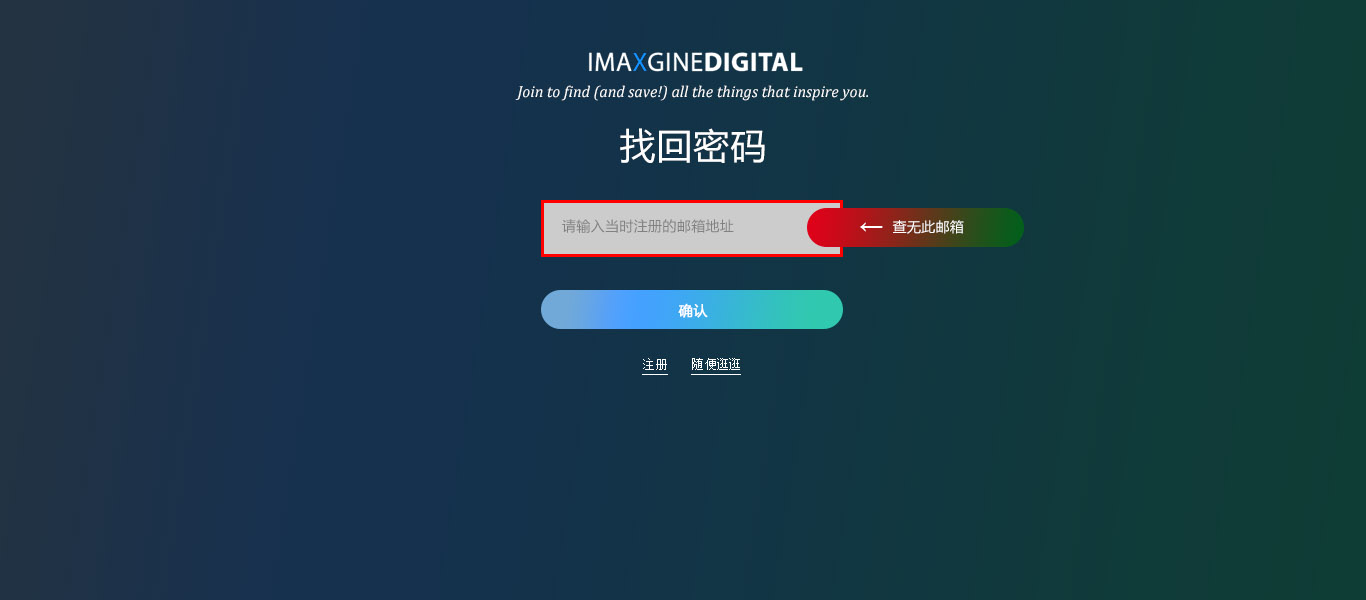 IMAXGINEDIGITAL
Join to find (and save!) all the things that inspire you.
找回密码
请输入当时注册的邮箱地址
← 查无此邮箱
确认
注册 随便逛逛